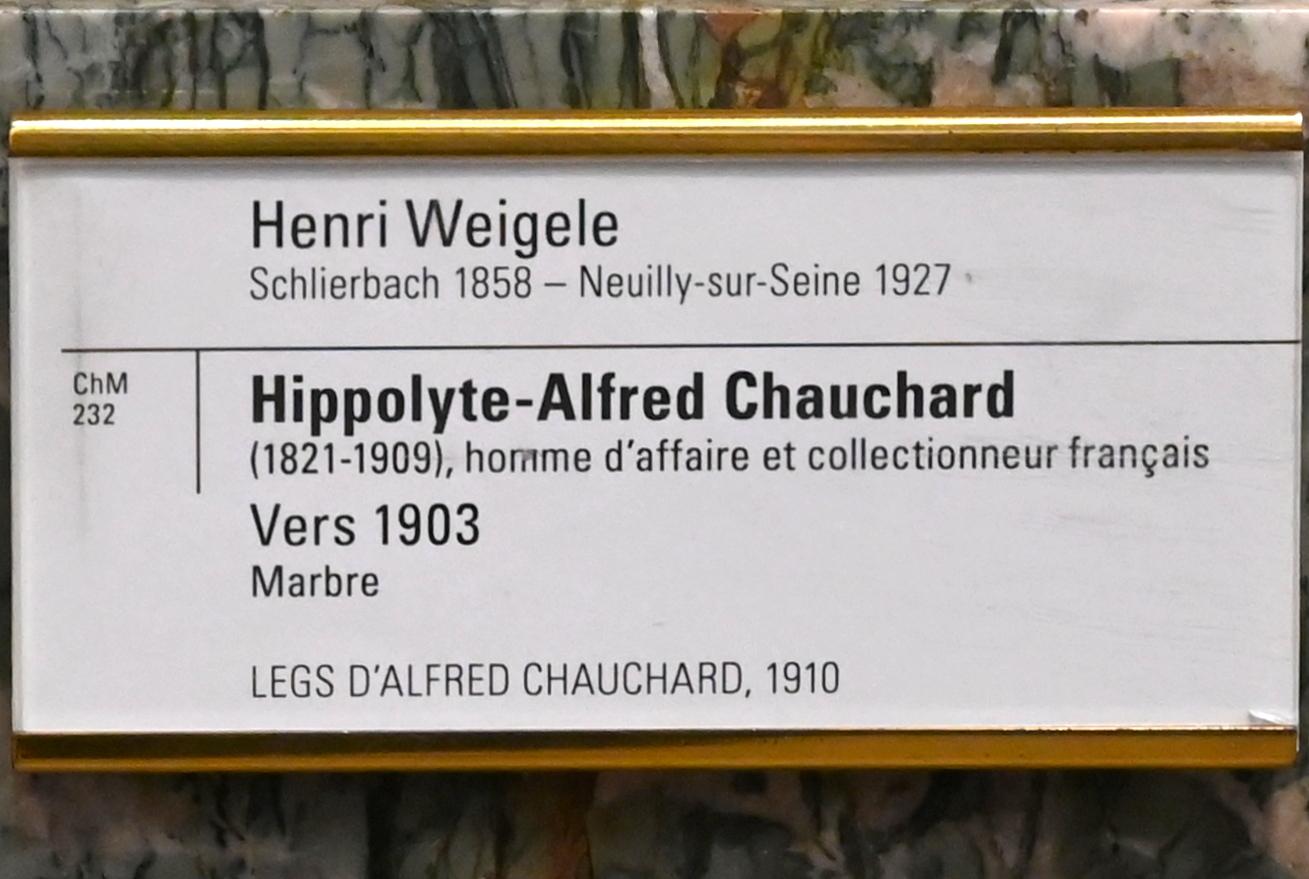 Henri Weigele
Schlierbach 1858 – Neuilly-sur-Seine 1927
ChM
232
Hippolyte-Alfred Chauchard
(1821-1909), homme d'affaire et collectionneur français
Vers 1903
Marbre
LEGS D'ALFRED CHAUCHARD, 1910